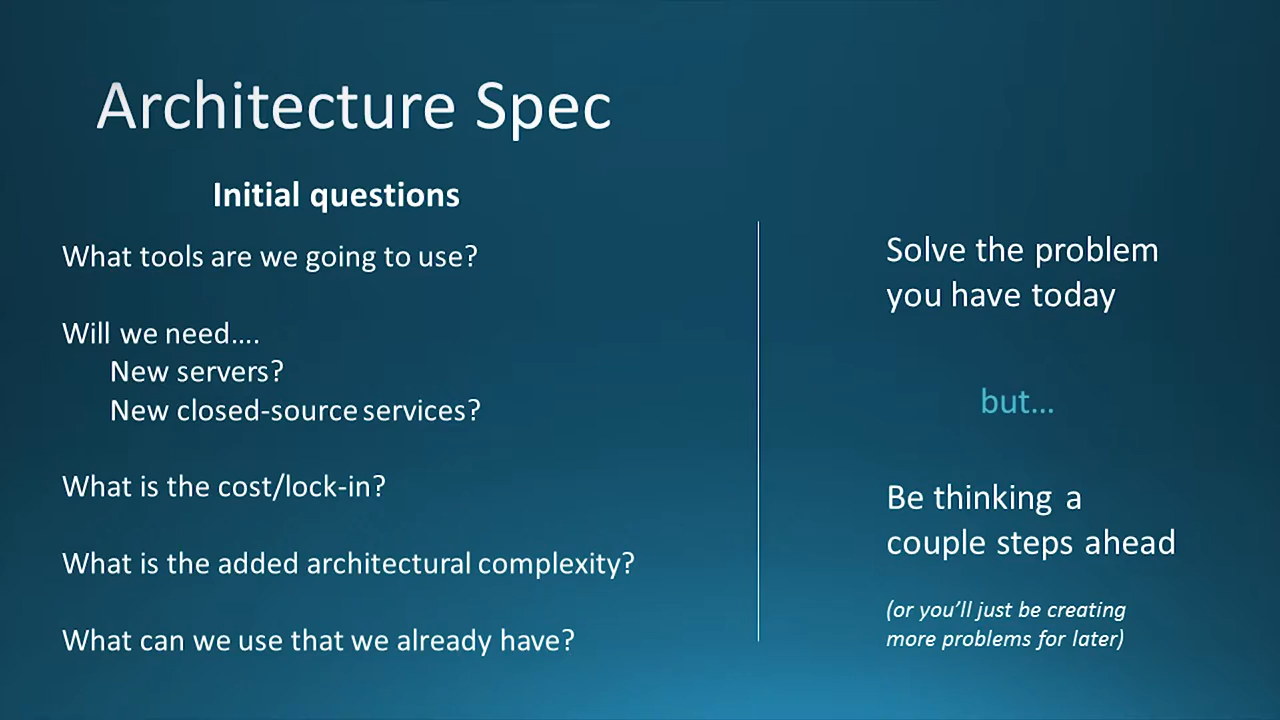 Architecture Spec
Initial questions
What tools are we going to use?
Will we need....
New servers?
New closed-source services?
What is the cost/lock-in?
What is the added architectural complexity?
What can we use that we already have?
Solve the problem
you have today
but...
Be thinking a
couple steps ahead
(or you’ll just be creating
more problems for later)